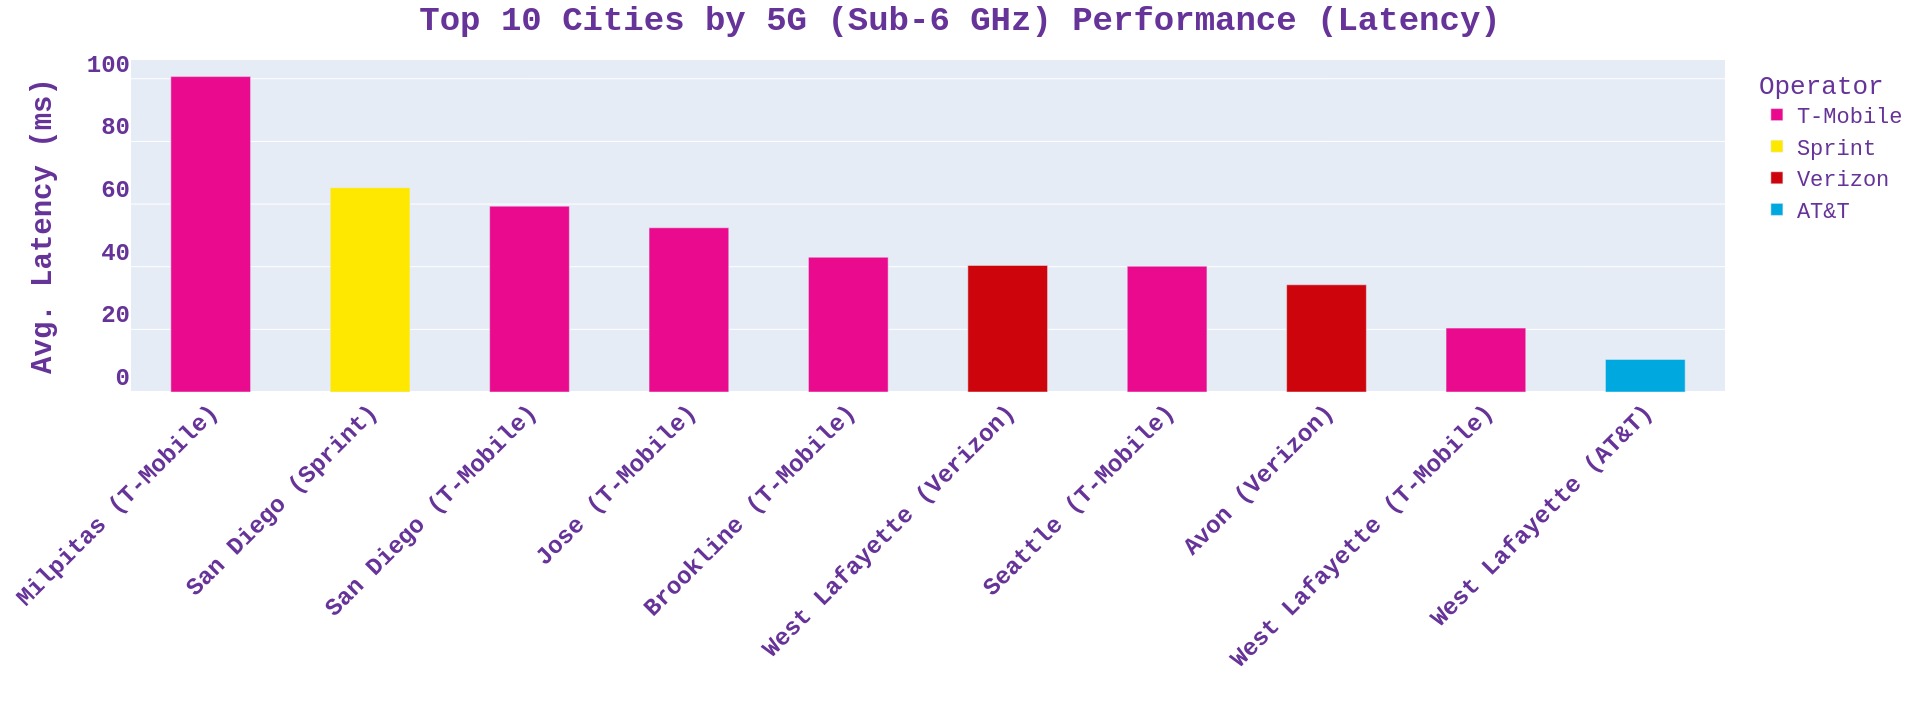 Top 10 Cities by 5G (Sub-6 GHz) Performance (Latency)
Avg. Latency (ms)
100
80
60
40
20
0
Milpitas (T-Mobile)
San Diego (Sprint)
San Diego (T-Mobile)
Jose (T-Mobile)
Brookline (T-Mobile)
West Lafayette (Verizon)
Seattle (T-Mobile)
Avon (Verizon)
West Lafayette (T-Mobile)
West Lafayette (AT&T)
Operator
T-Mobile
Sprint
Verizon
AT&T